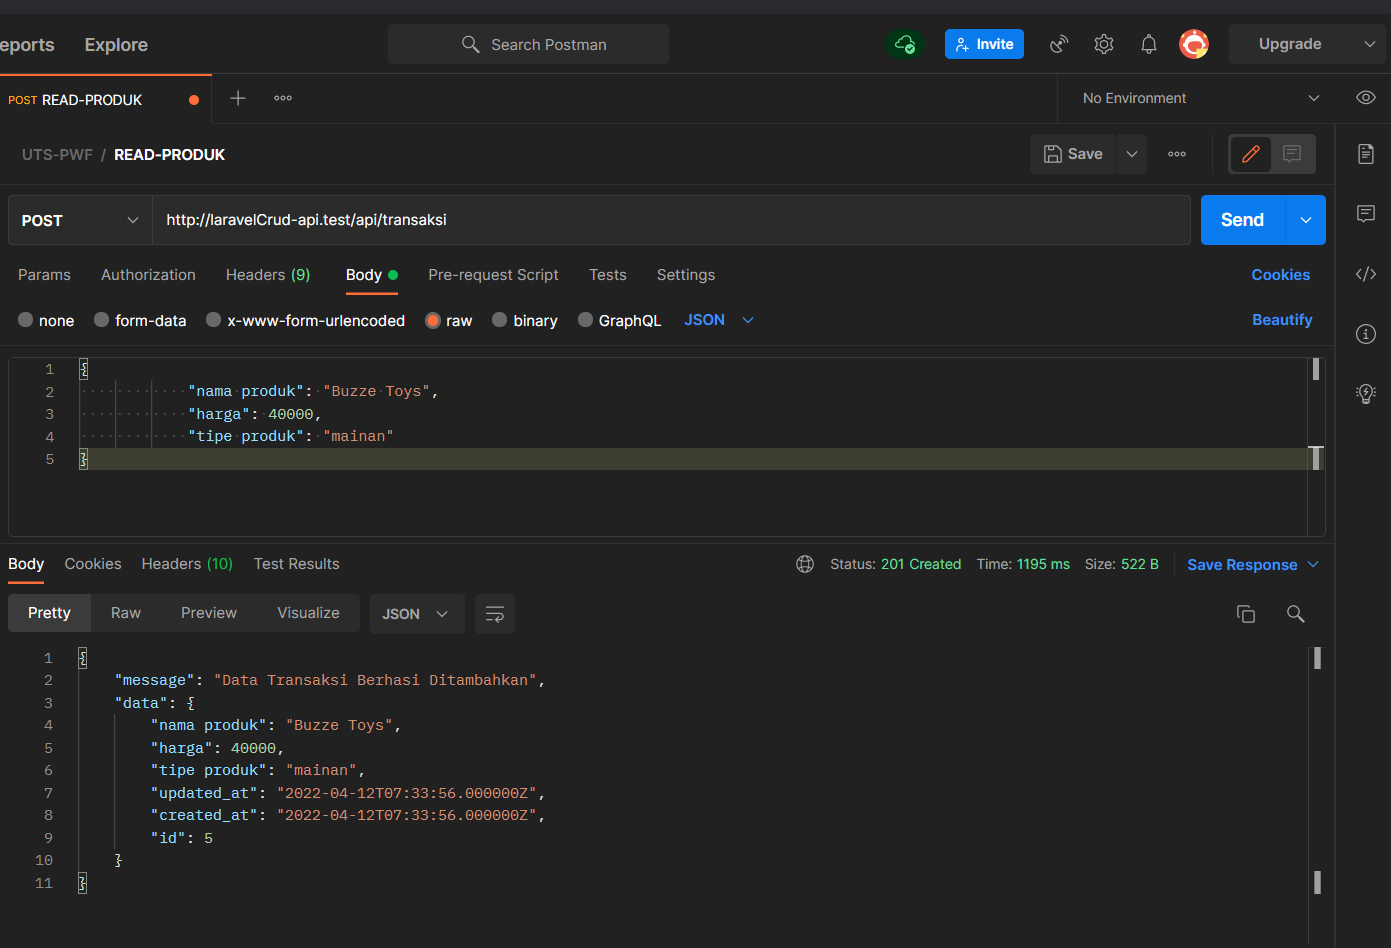 eports Explore Search Postman Invite Upgrade
POST READ-PRODUK No Environment
UTS-PWF / READ-PRODUK Save
POST http://laravelCrud-api.test/api/transaksi Send
Params Authorization Headers (9) Body Pre-request Script Tests Settings Cookies
none form-data x-www-form-urlencoded raw binary GraphQL JSON Beautify
1 {
2 "nama produk": "Buzze Toys",
3 "harga": 40000,
4 "tipe produk": "mainan"
5 }
Body Cookies Headers (10) Test Results Status: 201 Created Time: 1195 ms Size: 522 B Save Response
Pretty Raw Preview Visualize JSON
1 {
2 "message": "Data Transaksi Berhasi Ditambahkan",
3 "data": {
4 "nama produk": "Buzze Toys",
5 "harga": 40000,
6 "tipe produk": "mainan",
7 "updated_at": "2022-04-12T07:33:56.000000Z",
8 "created_at": "2022-04-12T07:33:56.000000Z",
9 "id": 5
10 }
11 }